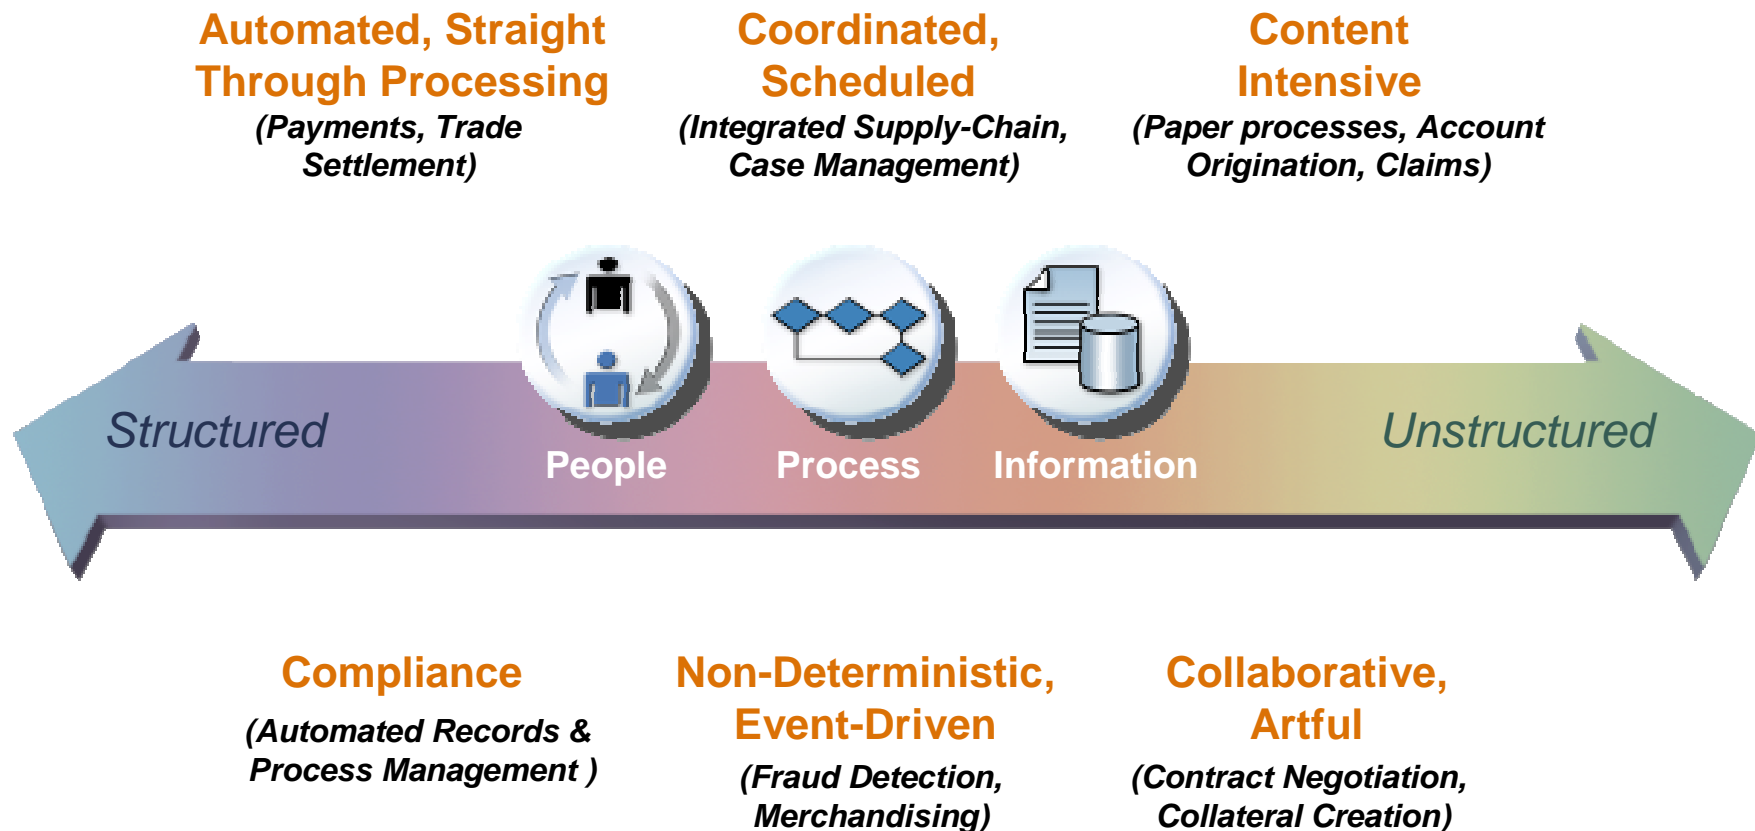 Automated, Straight
Through Processing
(Payments, Trade
Settlement)
Coordinated,
Scheduled
(Integrated Supply-Chain,
Case Management)
Content
Intensive
(Paper processes, Account
Origination, Claims)
Structured
People
Process
Information
Unstructured
Compliance
(Automated Records &
Process Management )
Non-Deterministic,
Event-Driven
(Fraud Detection,
Merchandising)
Collaborative,
Artful
(Contract Negotiation,
Collateral Creation)